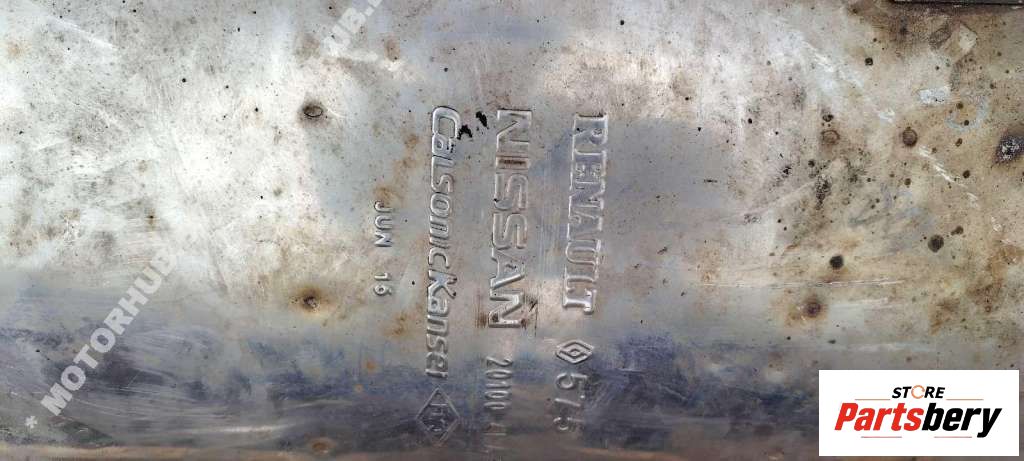 RENAULT 575
NISSAN 20100
CalsonicKansei
JUN 16
* MOTORHUB
STORE
Partsbery